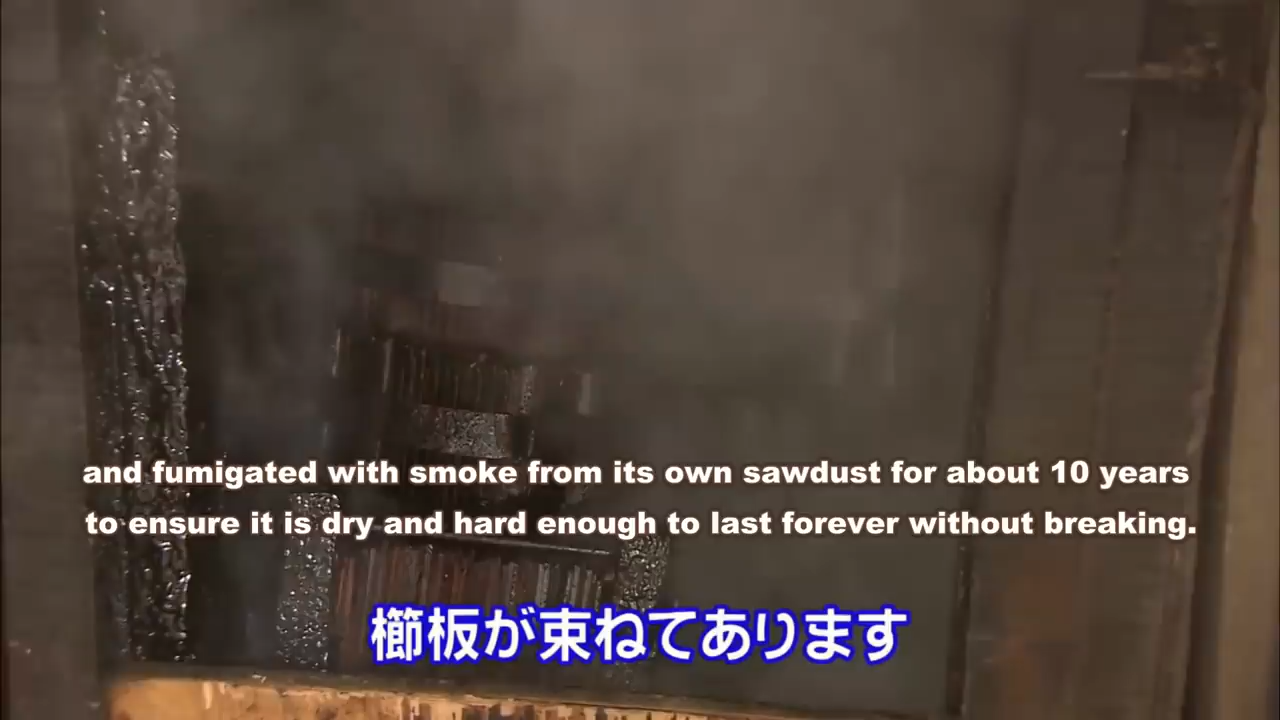 and fumigated with smoke from its own sawdust for about 10 years
to ensure it is dry and hard enough to last forever without breaking.
櫛板が束ねてあります